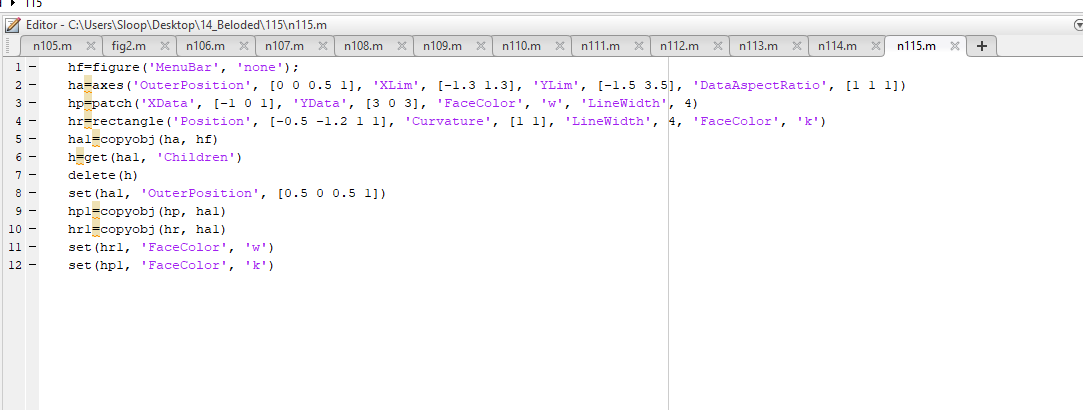 115
Editor - C:\Users\Sloop\Desktop\14_Beloded\115\n115.m
n105.m fig2.m n106.m n107.m n108.m n109.m n110.m n111.m n112.m n113.m n114.m n115.m +
1 hf=figure('MenuBar', 'none');
2 ha=axes('OuterPosition', [0 0 0.5 1], 'XLim', [-1.3 1.3], 'YLim', [-1.5 3.5], 'DataAspectRatio', [1 1 1])
3 hp=patch('XData', [-1 0 1], 'YData', [3 0 3], 'FaceColor', 'w', 'LineWidth', 4)
4 hr=rectangle('Position', [-0.5 -1.2 1 1], 'Curvature', [1 1], 'LineWidth', 4, 'FaceColor', 'k')
5 ha1=copyobj(ha, hf)
6 h=get(ha1, 'Children')
7 delete(h)
8 set(ha1, 'OuterPosition', [0.5 0 0.5 1])
9 hp1=copyobj(hp, ha1)
10 hr1=copyobj(hr, ha1)
11 set(hr1, 'FaceColor', 'w')
12 set(hp1, 'FaceColor', 'k')